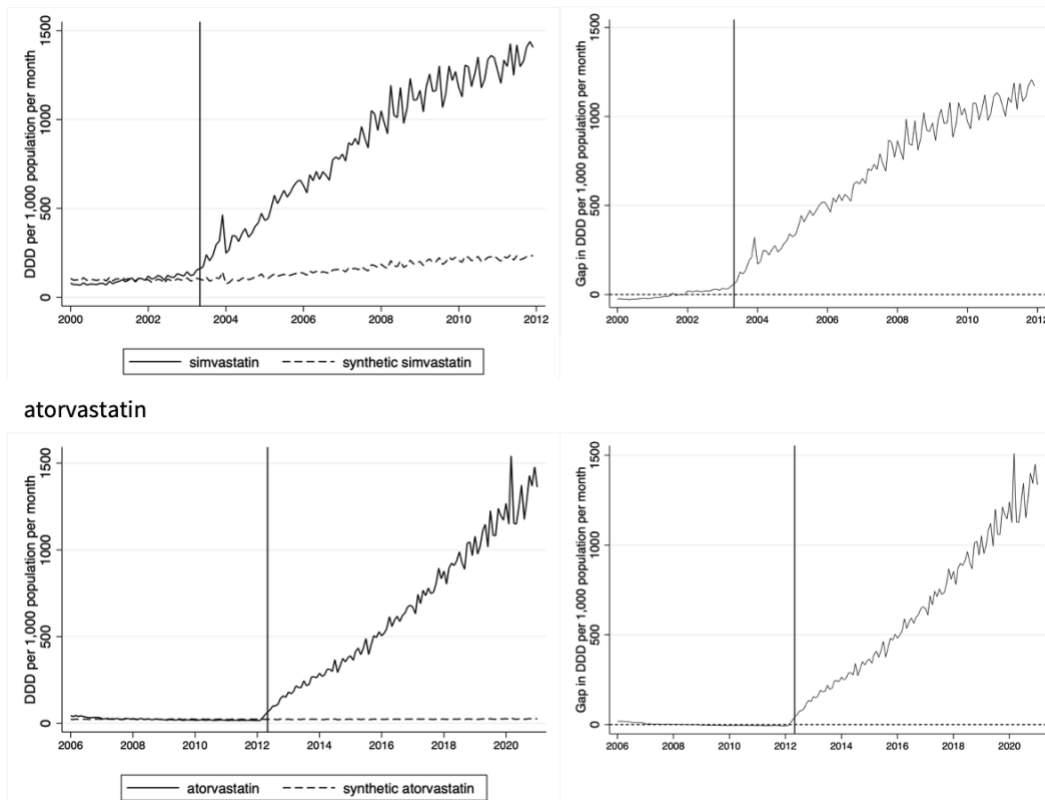 DDD per 1,000 population per month
1500
1000
500
0
2000 2002 2004 2006 2008 2010 2012
simvastatin synthetic simvastatin
Gap in DDD per 1,000 population per month
1500
1000
500
0
2000 2002 2004 2006 2008 2010 2012
atorvastatin
DDD per 1,000 population per month
1500
1000
500
0
2006 2008 2010 2012 2014 2016 2018 2020
atorvastatin synthetic atorvastatin
Gap in DDD per 1,000 population per month
1500
1000
500
0
2006 2008 2010 2012 2014 2016 2018 2020